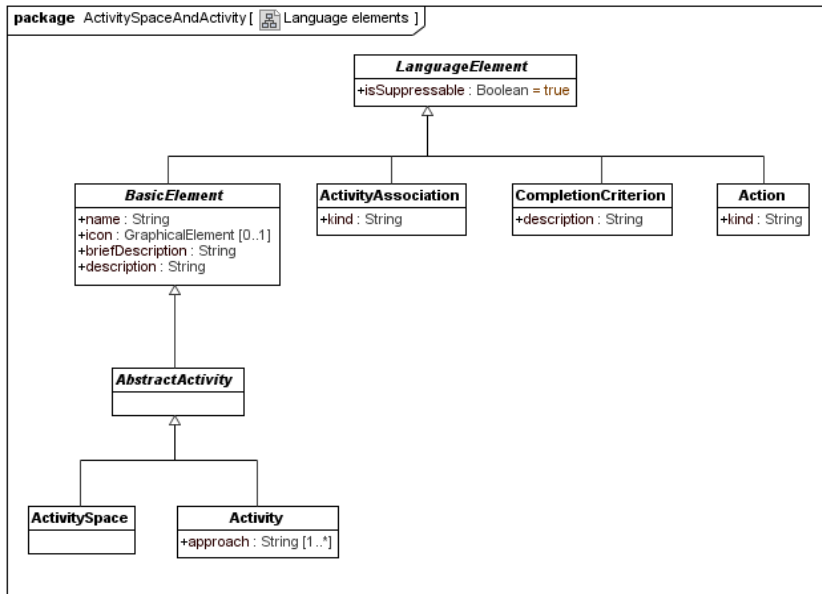 package ActivitySpaceAndActivity [ Language elements ]
LanguageElement
+isSuppressable : Boolean = true
BasicElement
+name : String
+icon : GraphicalElement [0..1]
+briefDescription : String
+description : String
ActivityAssociation
+kind : String
CompletionCriterion
+description : String
Action
+kind : String
AbstractActivity
ActivitySpace
Activity
+approach : String [1..*]